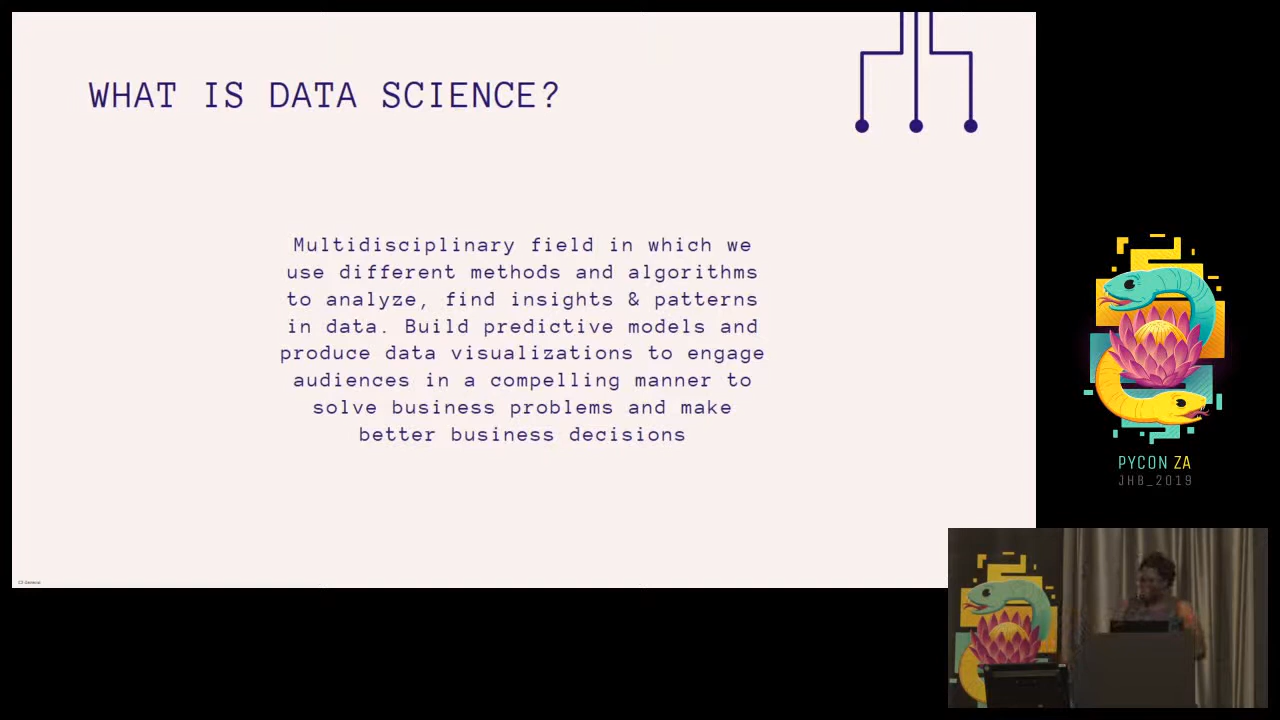 WHAT IS DATA SCIENCE?
Multidisciplinary field in which we
use different methods and algorithms
to analyze, find insights & patterns
in data. Build predictive models and
produce data visualizations to engage
audiences in a compelling manner to
solve business problems and make
better business decisions
C2 General
PYCON ZA
JHB_2019